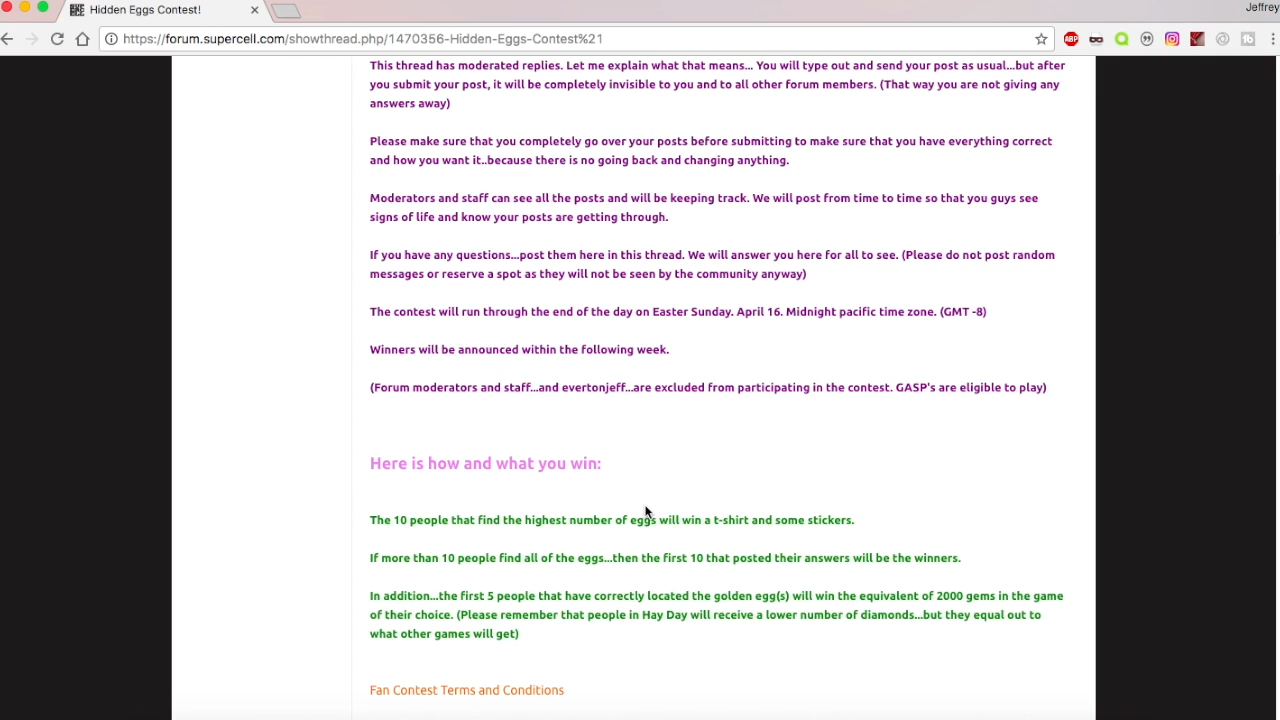 Hidden Eggs Contest!
Jeffrey
https://forum.supercell.com/showthread.php/1470356-Hidden-Eggs-Contest%21
ABP
This thread has moderated replies. Let me explain what that means... You will type out and send your post as usual...but after
you submit your post, it will be completely invisible to you and to all other forum members. (That way you are not giving any
answers away)
Please make sure that you completely go over your posts before submitting to make sure that you have everything correct
and how you want it..because there is no going back and changing anything.
Moderators and staff can see all the posts and will be keeping track. We will post from time to time so that you guys see
signs of life and know your posts are getting through.
If you have any questions...post them here in this thread. We will answer you here for all to see. (Please do not post random
messages or reserve a spot as they will not be seen by the community anyway)
The contest will run through the end of the day on Easter Sunday. April 16. Midnight pacific time zone. (GMT -8)
Winners will be announced within the following week.
(Forum moderators and staff...and evertonjeff...are excluded from participating in the contest. GASP's are eligible to play)
Here is how and what you win:
The 10 people that find the highest number of eggs will win a t-shirt and some stickers.
If more than 10 people find all of the eggs...then the first 10 that posted their answers will be the winners.
In addition...the first 5 people that have correctly located the golden egg(s) will win the equivalent of 2000 gems in the game
of their choice. (Please remember that people in Hay Day will receive a lower number of diamonds...but they equal out to
what other games will get)
Fan Contest Terms and Conditions